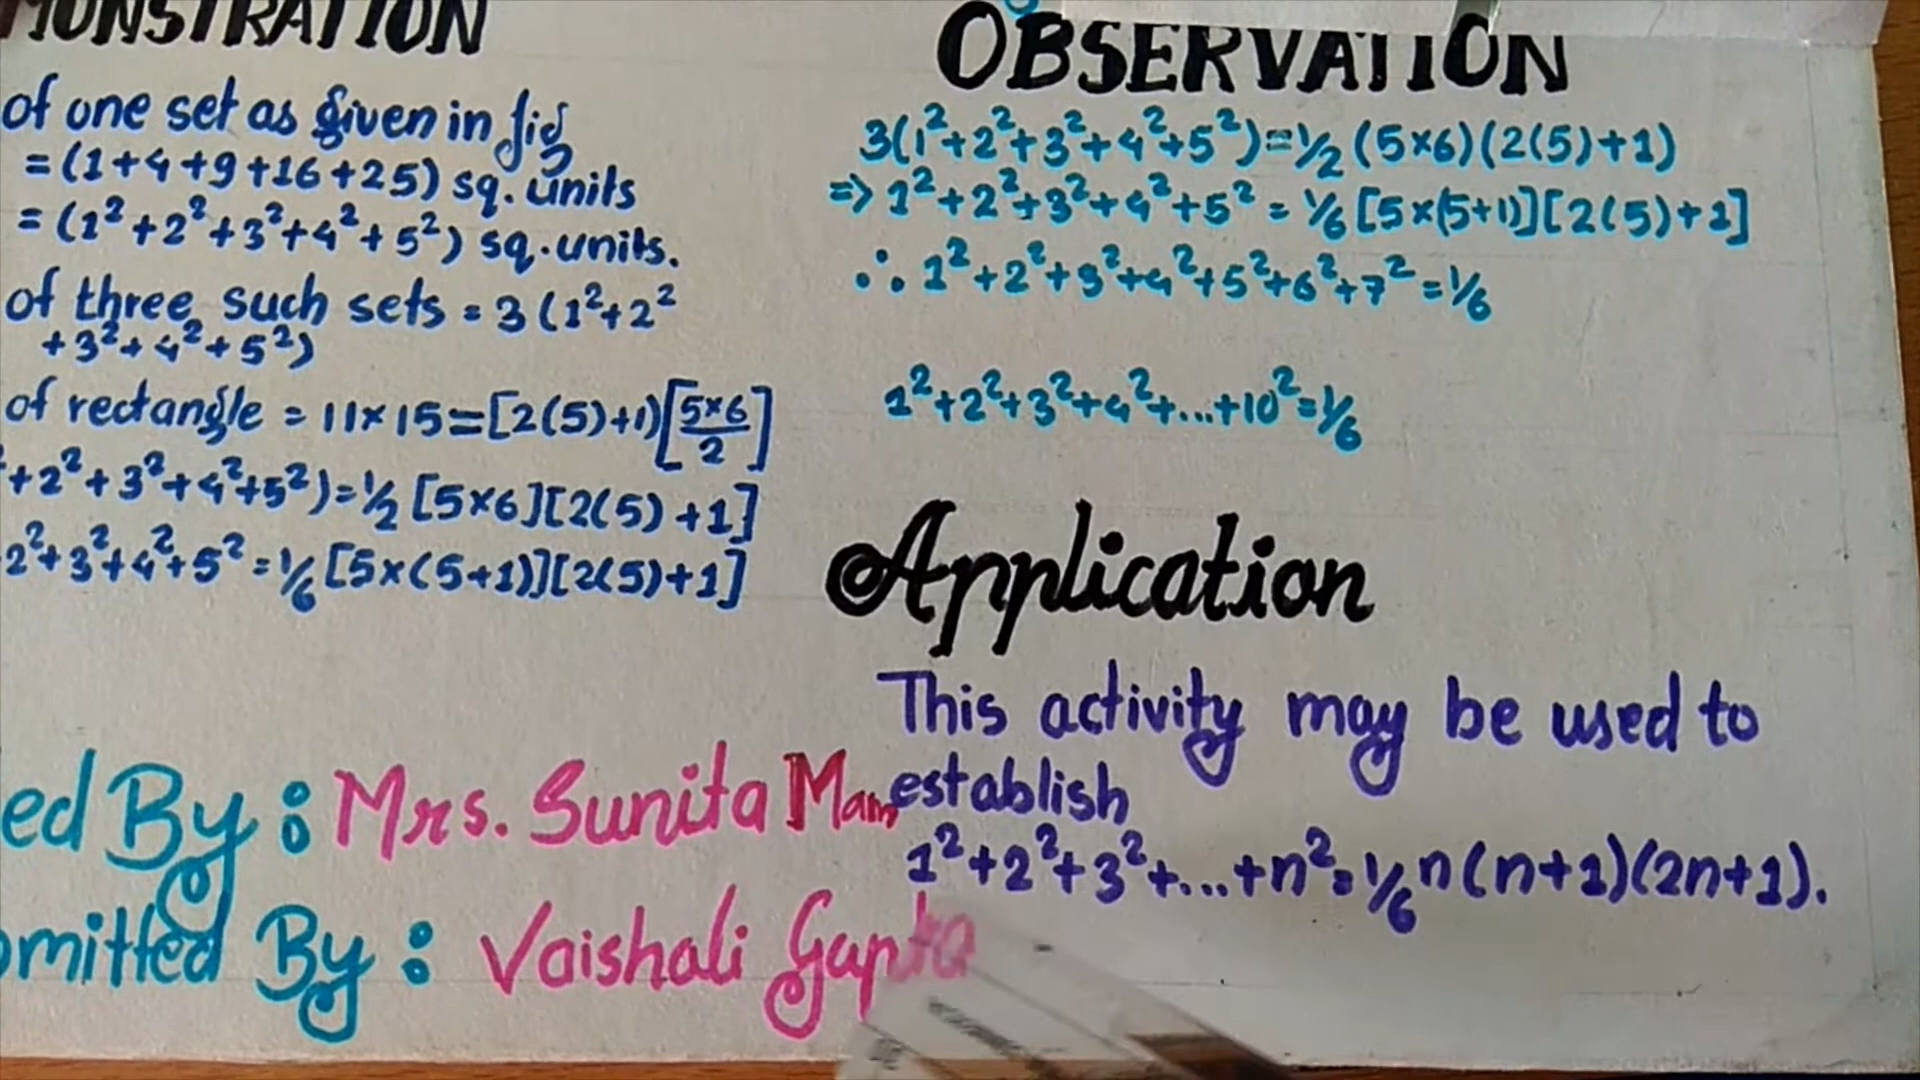 MONSTRATION
of one set as given in fig
=(1+4+9+16+25) sq. units
=(1²+2²+3²+4²+5²) sq.units.
of three such sets = 3 (1²+2²
+3²+4²+5²)
of rectangle = 11×15=[2(5)+1)[5×6/2]
+2²+3²+4²+5²)=½ [5×6][2(5)+1]
2²+3²+4²+5²=⅙[5×(5+1)][2(5)+1]
ed By : Mrs. Sunita Mam
mitted By : Vaishali Gupta
OBSERVATION
3(1²+2²+3²+4²+5²)=½(5×6)(2(5)+1)
=> 1²+2²+3²+4²+5² = ⅙[5×(5+1)][2(5)+1]
∴ 1²+2²+3²+4²+5²+6²+7²=⅙
1²+2²+3²+4²+...+10²=⅙
Application
This activity may be used to
establish
1²+2²+3²+...+n²=⅙n(n+1)(2n+1).